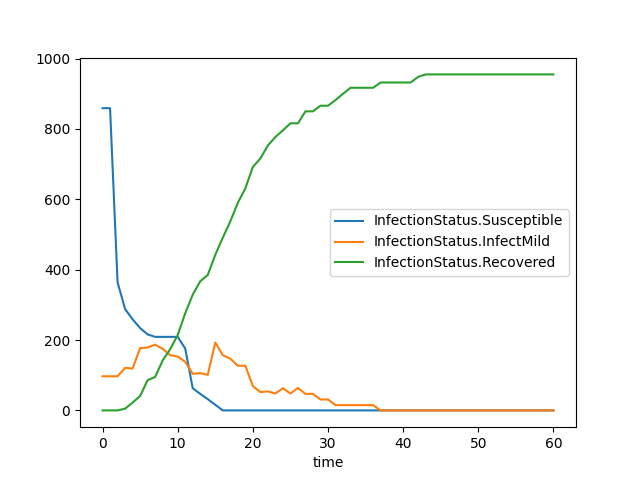 1000
800
600
400
200
0
InfectionStatus.Susceptible
InfectionStatus.InfectMild
InfectionStatus.Recovered
0 10 20 30 40 50 60
time